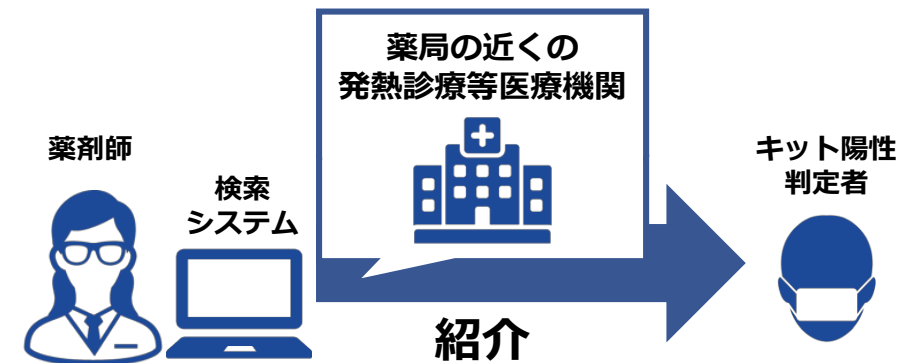 薬局の近くの
発熱診療等医療機関
薬剤師
検索
システム
キット陽性
判定者
紹介